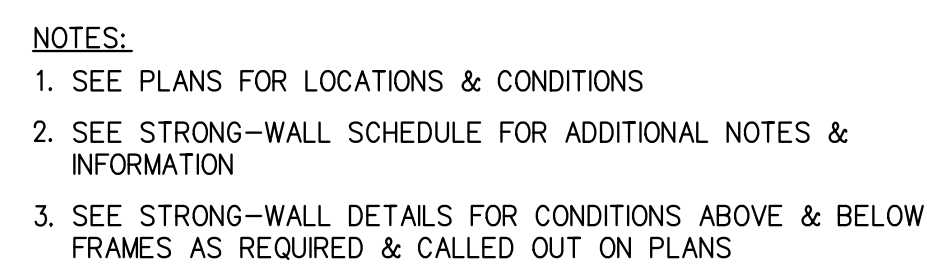 NOTES:
1. SEE PLANS FOR LOCATIONS & CONDITIONS
2. SEE STRONG-WALL SCHEDULE FOR ADDITIONAL NOTES &
INFORMATION
3. SEE STRONG-WALL DETAILS FOR CONDITIONS ABOVE & BELOW
FRAMES AS REQUIRED & CALLED OUT ON PLANS